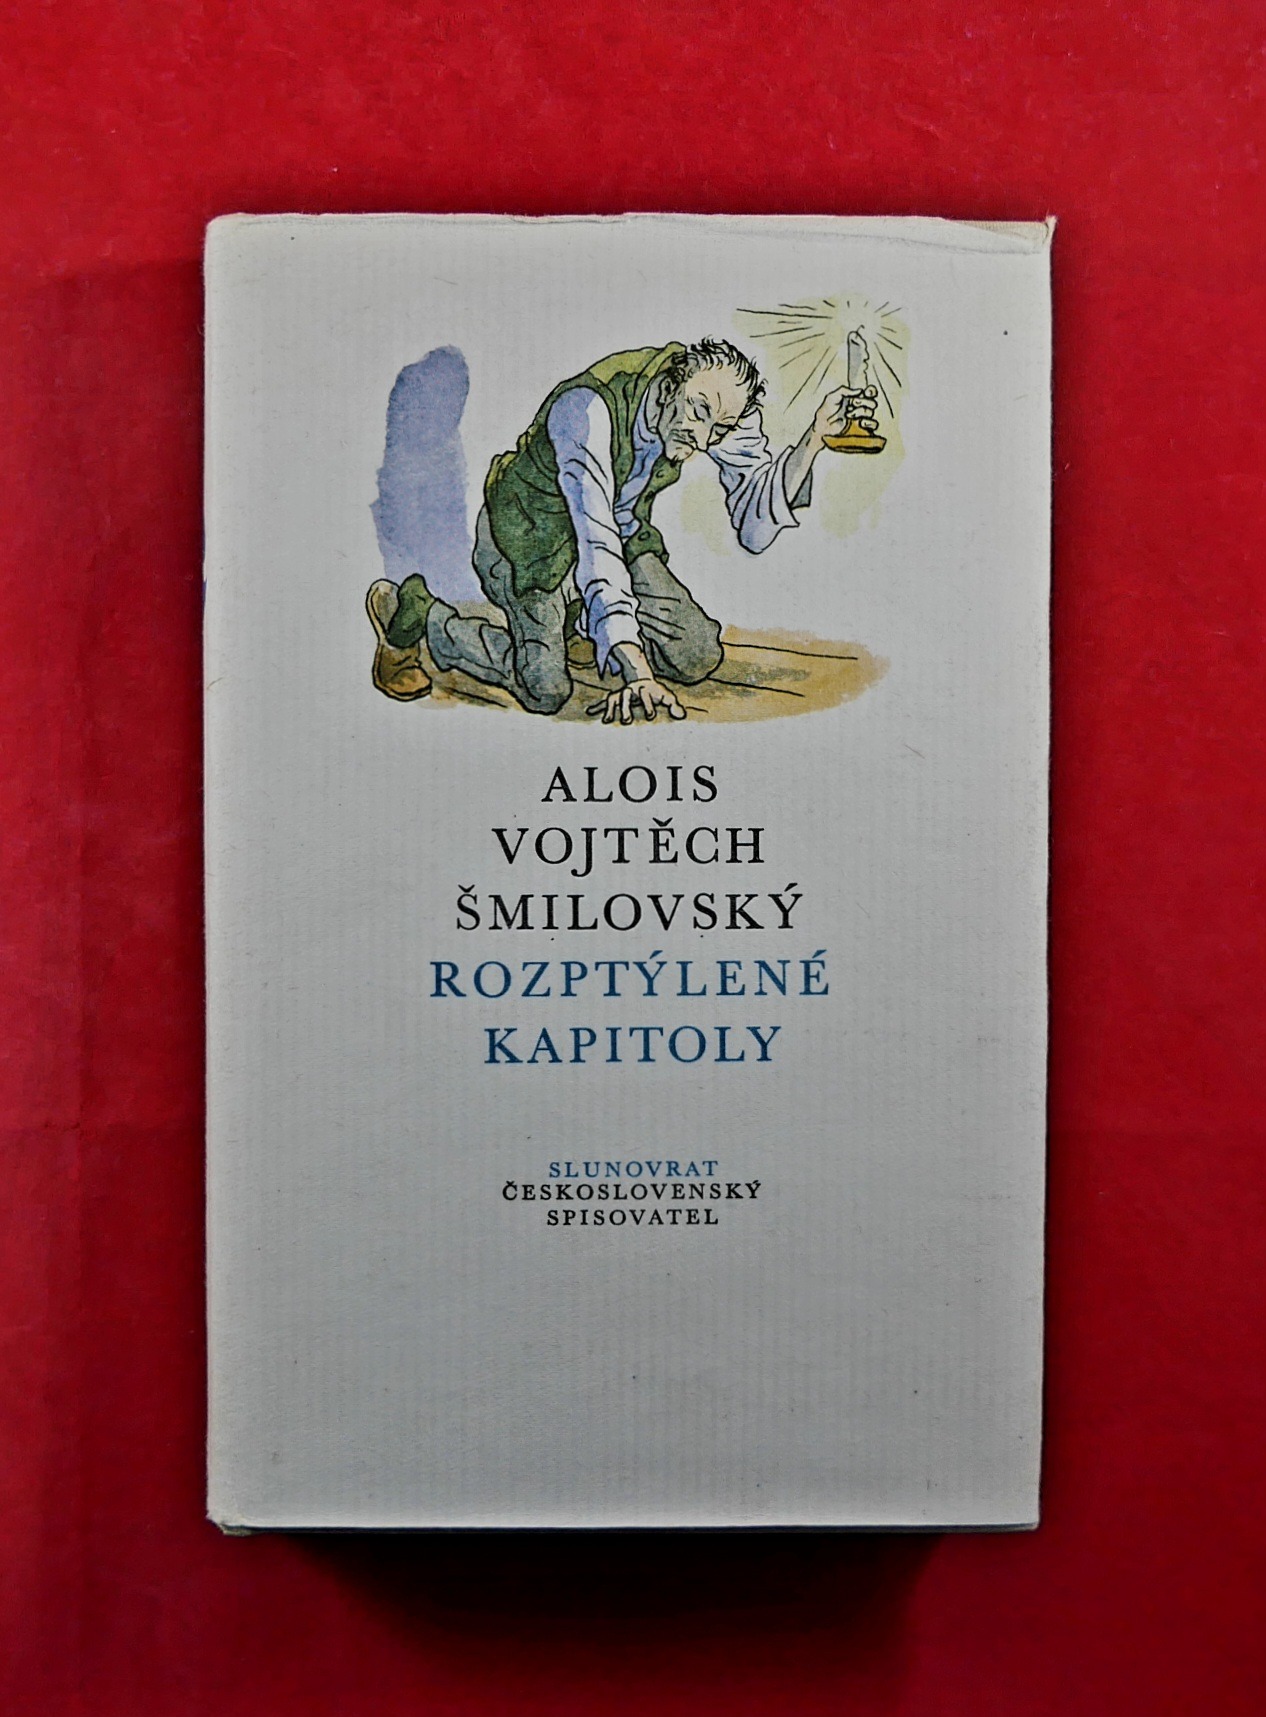 ALOIS
VOJTĚCH
ŠMILOVSKÝ
ROZPTÝLENÉ
KAPITOLY
SLUNOVRAT
ČESKOSLOVENSKÝ
SPISOVATEL